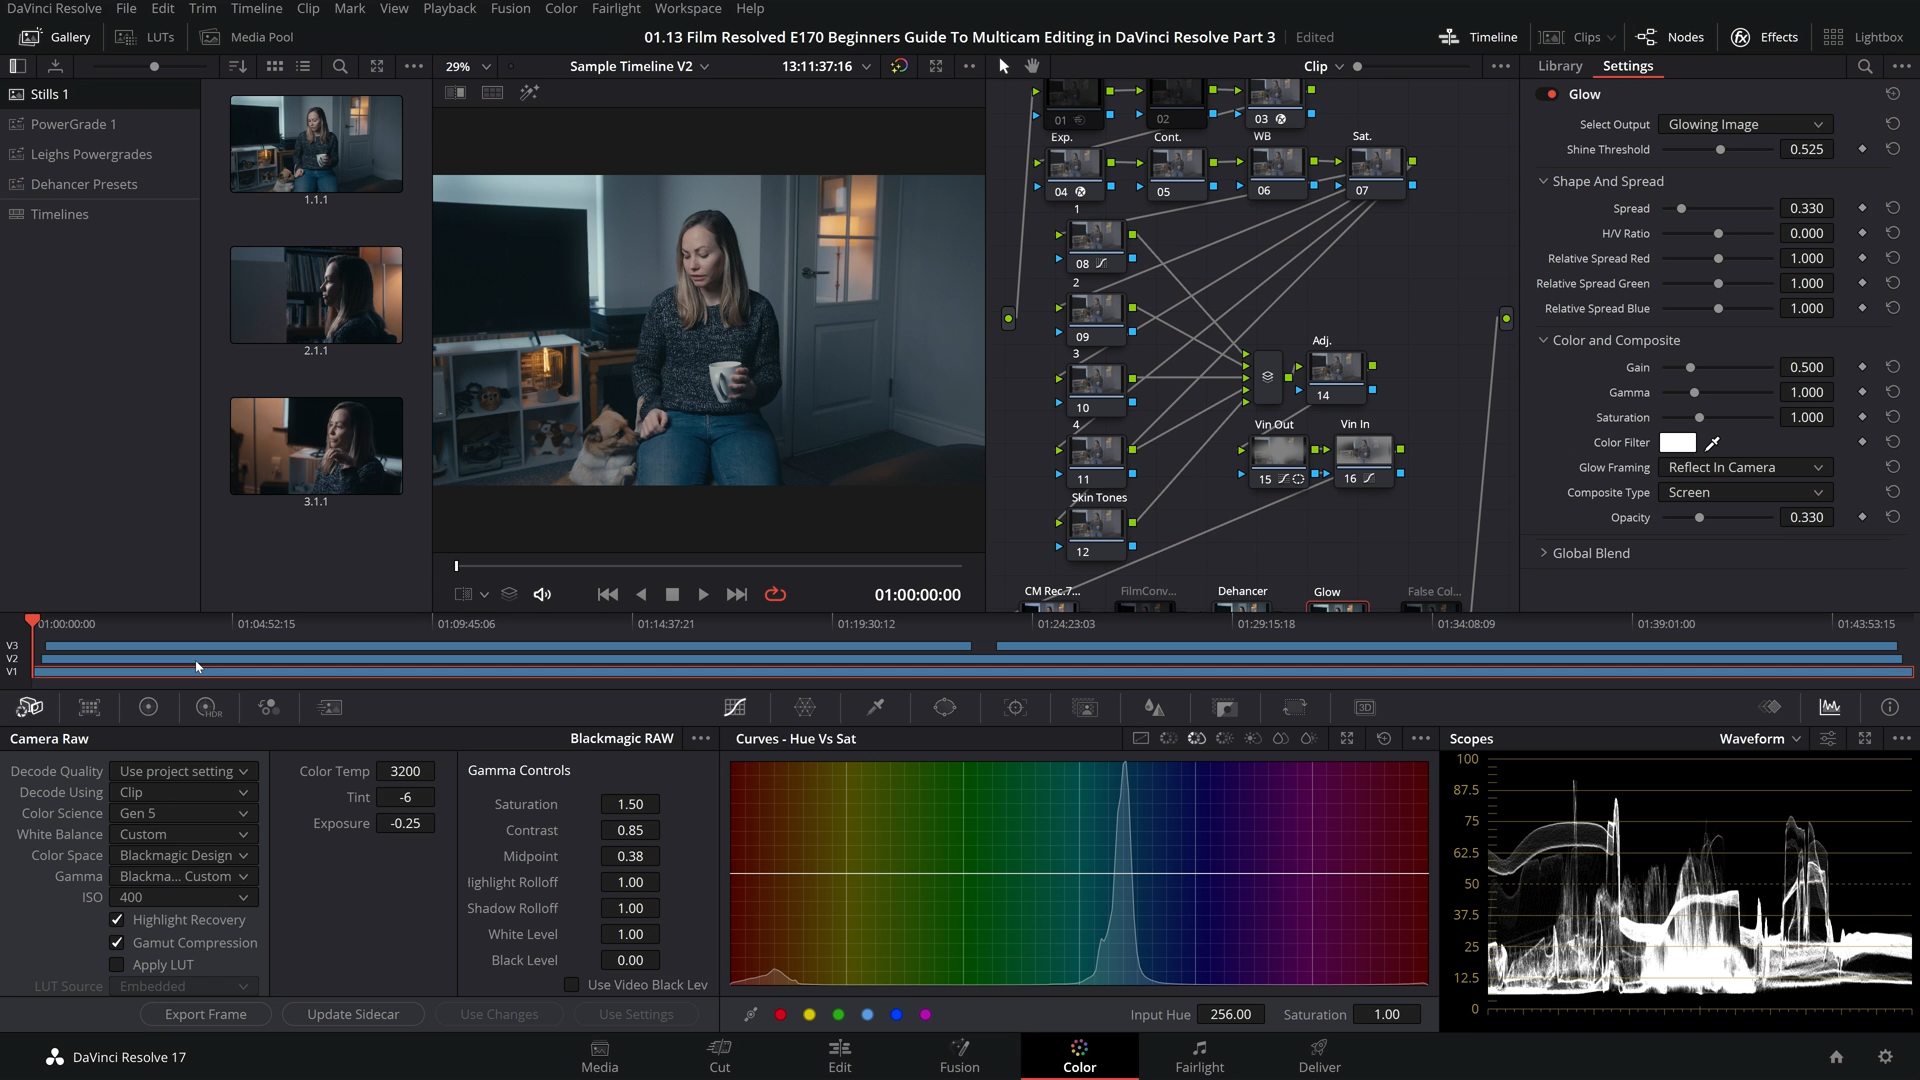 DaVinci Resolve File Edit Trim Timeline Clip Mark View Playback Fusion Color Fairlight Workspace Help
Gallery LUTs Media Pool 01.13 Film Resolved E170 Beginners Guide To Multicam Editing in DaVinci Resolve Part 3 Edited Timeline Clips Nodes Effects Lightbox
29% Sample Timeline V2 13:11:37:16 Clip Library Settings
Stills 1
PowerGrade 1
Leighs Powergrades
Dehancer Presets
Timelines
1.1.1
2.1.1
3.1.1
01:00:00:00
01 02 03
Exp. Cont. WB Sat.
04 05 06 07
1
08
2
09
3
10
4
11
Skin Tones
12
Adj.
14
Vin Out Vin In
15 16
CM Rec.7... FilmConv... Dehancer Glow False Col...
Glow
Select Output Glowing Image
Shine Threshold 0.525
Shape And Spread
Spread 0.330
H/V Ratio 0.000
Relative Spread Red 1.000
Relative Spread Green 1.000
Relative Spread Blue 1.000
Color and Composite
Gain 0.500
Gamma 1.000
Saturation 1.000
Color Filter
Glow Framing Reflect In Camera
Composite Type Screen
Opacity 0.330
Global Blend
01:00:00:00 01:04:52:15 01:09:45:06 01:14:37:21 01:19:30:12 01:24:23:03 01:29:15:18 01:34:08:09 01:39:01:00 01:43:53:15
V3
V2
V1
HDR 3D
Camera Raw Blackmagic RAW
Decode Quality Use project setting
Decode Using Clip
Color Science Gen 5
White Balance Custom
Color Space Blackmagic Design
Gamma Blackma... Custom
ISO 400
Highlight Recovery
Gamut Compression
Apply LUT
LUT Source Embedded
Color Temp 3200
Tint -6
Exposure -0.25
Gamma Controls
Saturation 1.50
Contrast 0.85
Midpoint 0.38
lighlight Rolloff 1.00
Shadow Rolloff 1.00
White Level 1.00
Black Level 0.00
Use Video Black Lev
Export Frame Update Sidecar Use Changes Use Settings
Curves - Hue Vs Sat
Input Hue 256.00 Saturation 1.00
Scopes Waveform
100
87.5
75
62.5
50
37.5
25
12.5
0
DaVinci Resolve 17 Media Cut Edit Fusion Color Fairlight Deliver